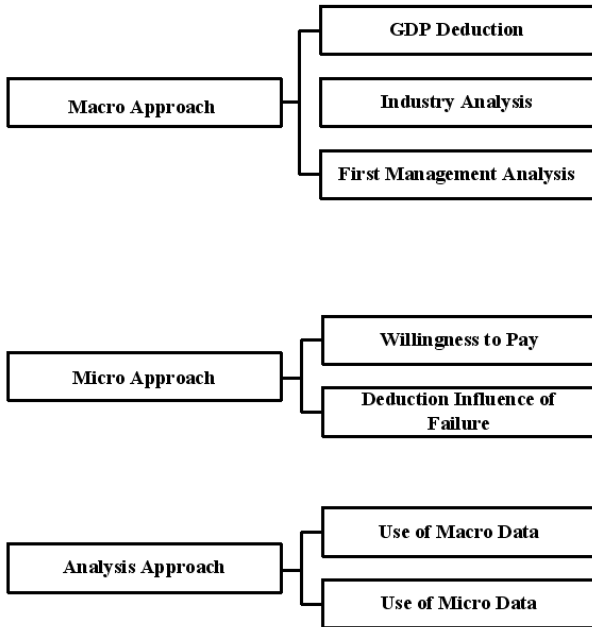 GDP Deduction
Macro Approach
Industry Analysis
First Management Analysis
Willingness to Pay
Micro Approach
Deduction Influence of
Failure
Use of Macro Data
Analysis Approach
Use of Micro Data